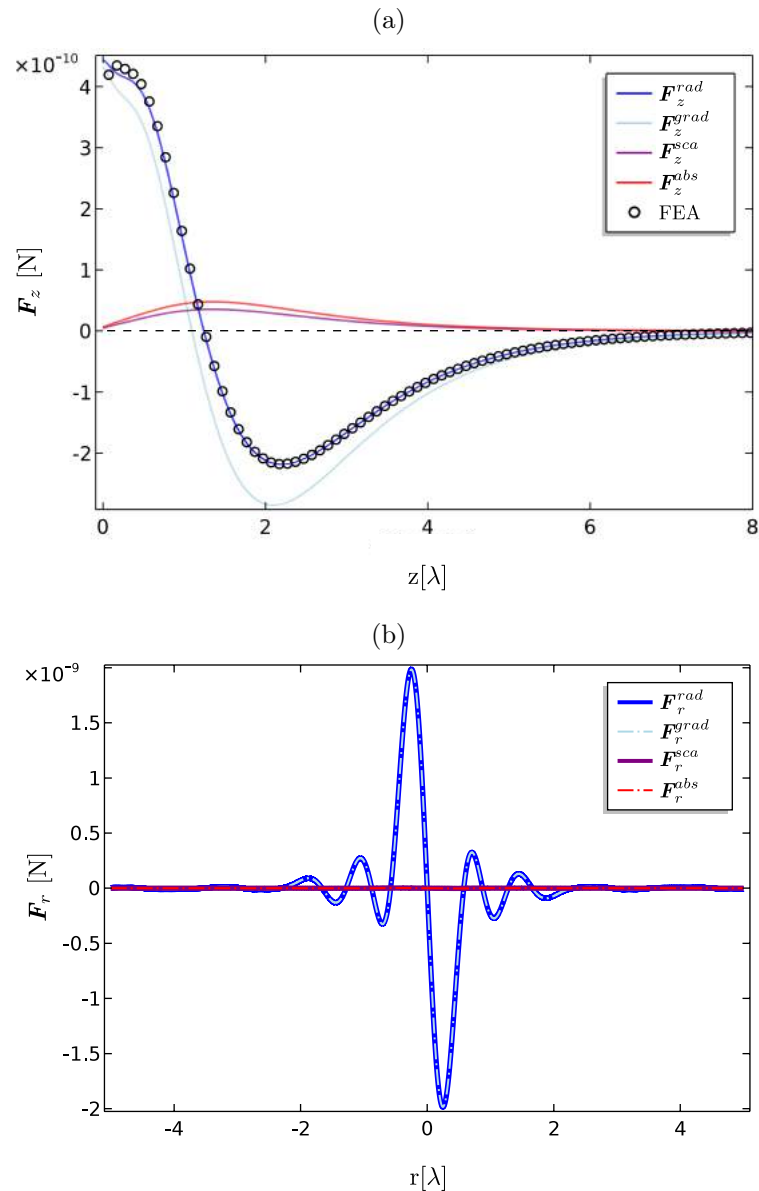 (a)
×10⁻¹⁰
4
3
2
1
0
-1
-2
F_z [N]
F_z^rad
F_z^grad
F_z^sca
F_z^abs
FEA
0 2 4 6 8
z[λ]
(b)
×10⁻⁹
1.5
1
0.5
0
-0.5
-1
-1.5
-2
F_r [N]
F_r^rad
F_r^grad
F_r^sca
F_r^abs
-4 -2 0 2 4
r[λ]